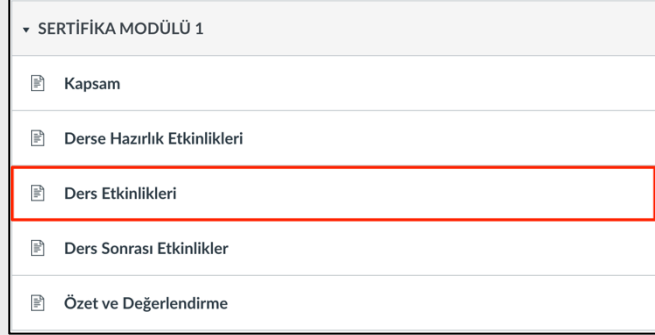 SERTİFİKA MODÜLÜ 1
Kapsam
Derse Hazırlık Etkinlikleri
Ders Etkinlikleri
Ders Sonrası Etkinlikler
Özet ve Değerlendirme